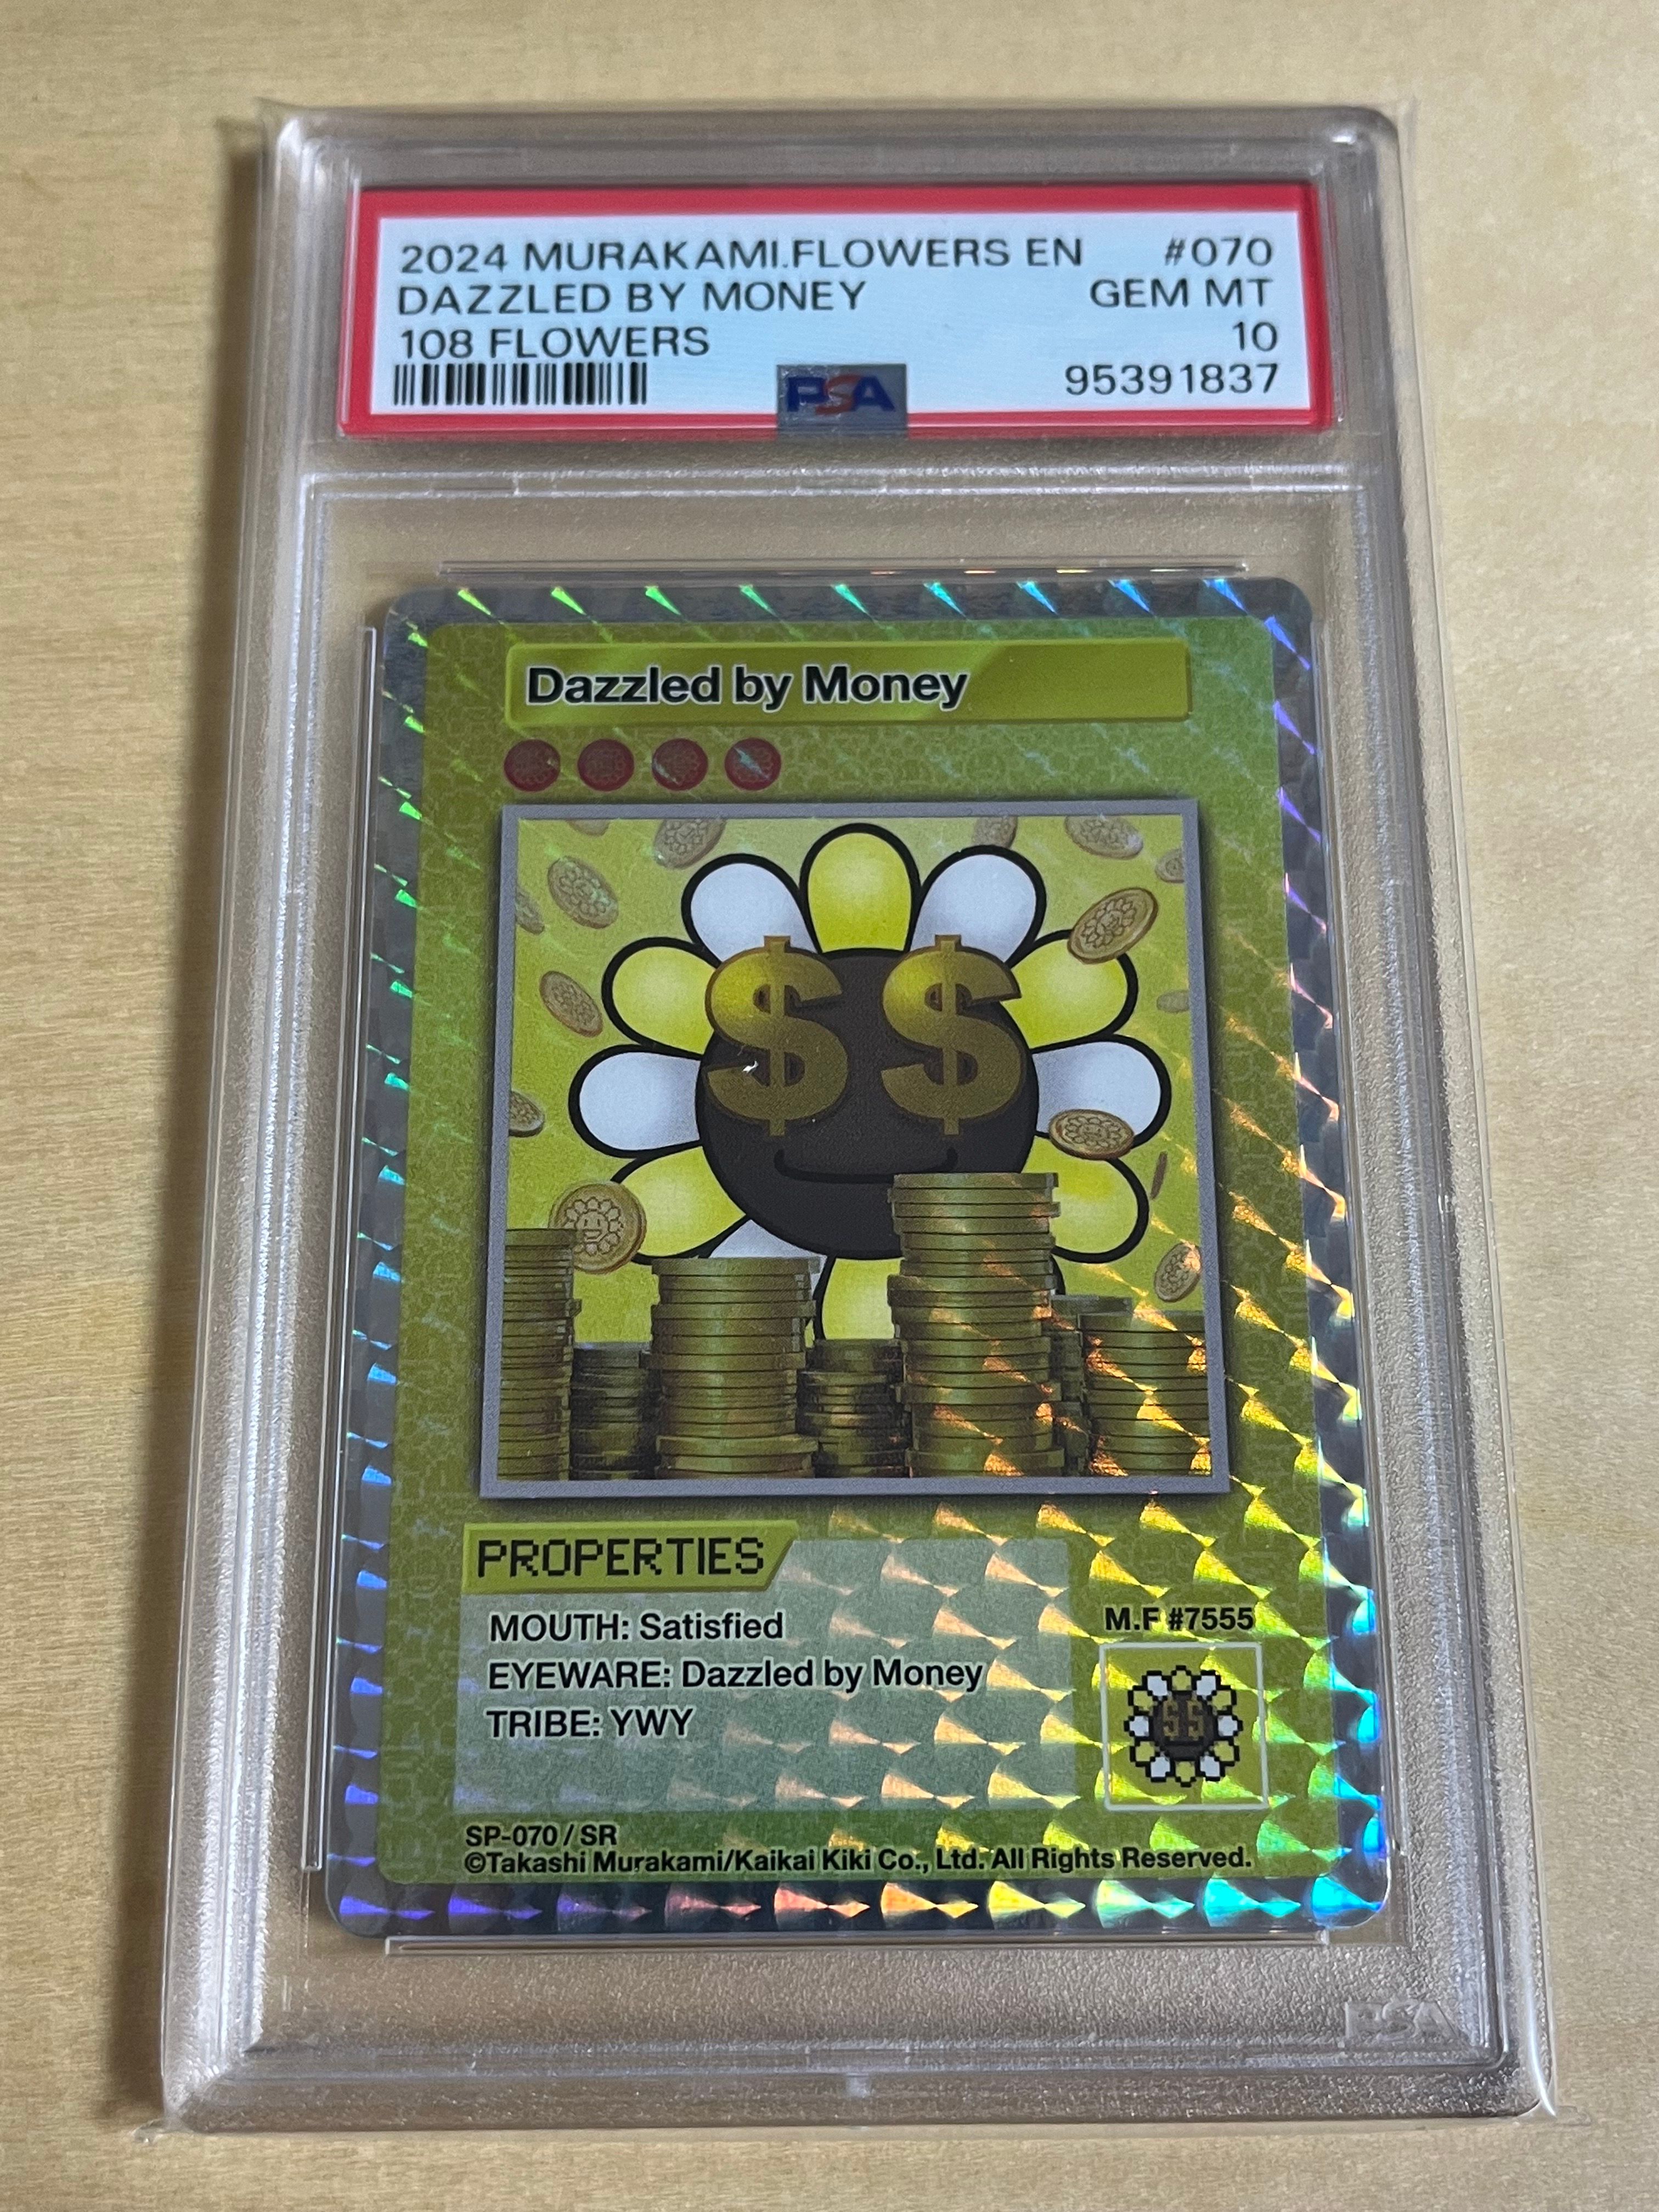 2024 MURAKAMI.FLOWERS EN #070
DAZZLED BY MONEY GEM MT
108 FLOWERS 10
PSA 95391837
Dazzled by Money
$ $
PROPERTIES
MOUTH: Satisfied
EYEWARE: Dazzled by Money
TRIBE: YWY
M.F #7555
$$
SP-070 / SR
©Takashi Murakami/Kaikai Kiki Co., Ltd. All Rights Reserved.
PSA